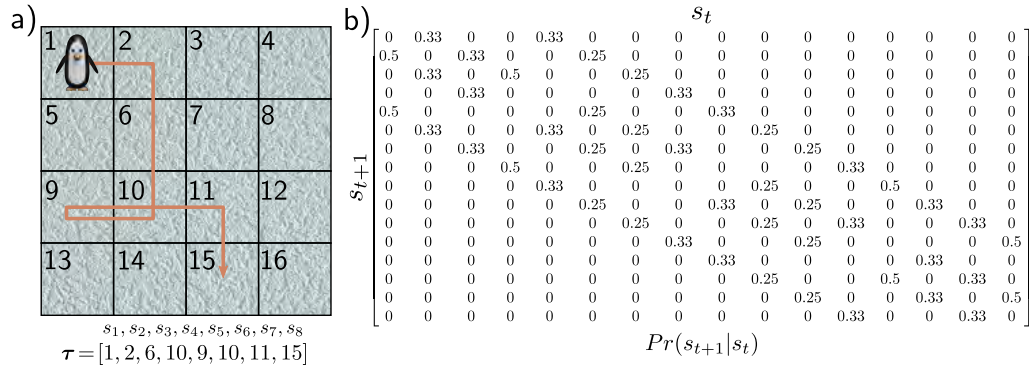 a)
1 2 3 4
5 6 7 8
9 10 11 12
13 14 15 16
s₁, s₂, s₃, s₄, s₅, s₆, s₇, s₈
τ = [1, 2, 6, 10, 9, 10, 11, 15]
b)
sₜ
sₜ₊₁
0 0.33 0 0 0.33 0 0 0 0 0 0 0 0 0 0 0
0.5 0 0.33 0 0 0.25 0 0 0 0 0 0 0 0 0 0
0 0.33 0 0.5 0 0 0.25 0 0 0 0 0 0 0 0 0
0 0 0.33 0 0 0 0 0.33 0 0 0 0 0 0 0 0
0.5 0 0 0 0 0.25 0 0 0.33 0 0 0 0 0 0 0
0 0.33 0 0 0.33 0 0.25 0 0 0.25 0 0 0 0 0 0
0 0 0.33 0 0 0.25 0 0.33 0 0 0.25 0 0 0 0 0
0 0 0 0.5 0 0 0.25 0 0 0 0 0.33 0 0 0 0
0 0 0 0 0.33 0 0 0 0 0.25 0 0 0.5 0 0 0
0 0 0 0 0 0.25 0 0 0.33 0 0.25 0 0 0.33 0 0
0 0 0 0 0 0 0.25 0 0 0.25 0 0.33 0 0 0.33 0
0 0 0 0 0 0 0 0.33 0 0 0.25 0 0 0 0 0.5
0 0 0 0 0 0 0 0 0.33 0 0 0 0 0.33 0 0
0 0 0 0 0 0 0 0 0 0.25 0 0 0.5 0 0.33 0
0 0 0 0 0 0 0 0 0 0 0.25 0 0 0.33 0 0.5
0 0 0 0 0 0 0 0 0 0 0 0.33 0 0 0.33 0
Pr(sₜ₊₁|sₜ)